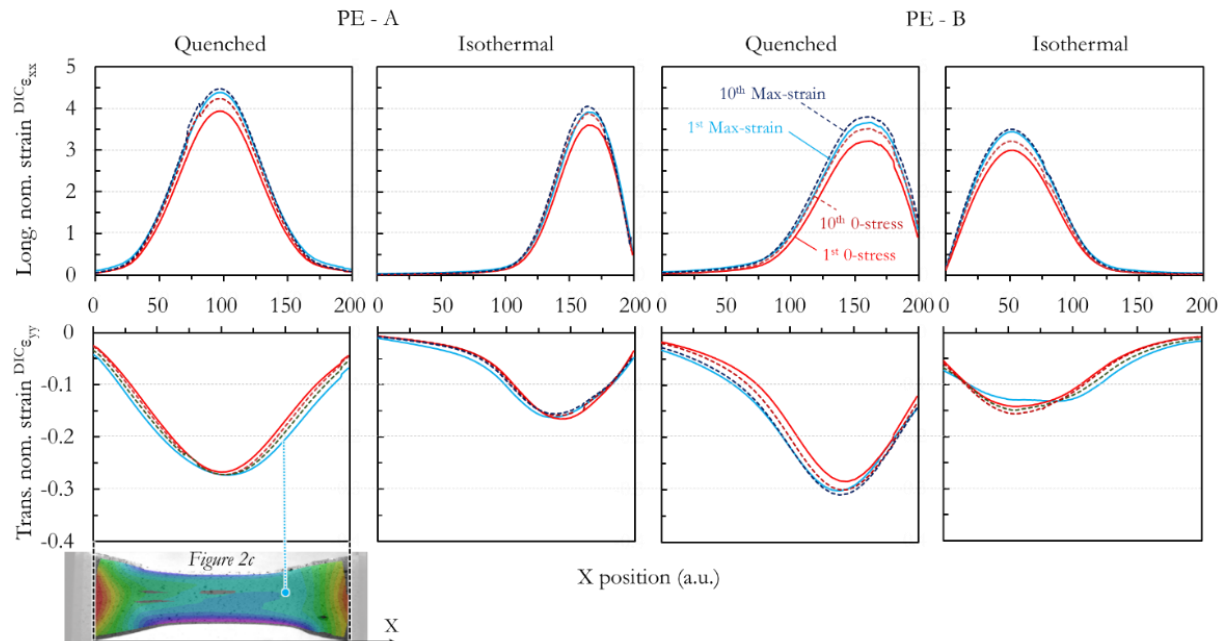 PE - A PE - B
Quenched Isothermal Quenched Isothermal
Long. nom. strain DICεxx
5
4
3
2
1
0
10th Max-strain
1st Max-strain
10th 0-stress
1st 0-stress
0 50 100 150 200 0 50 100 150 200 0 50 100 150 200 0 50 100 150 200
Trans. nom. strain DICεyy
0
-0.1
-0.2
-0.3
-0.4
Figure 2c
X position (a.u.)
X